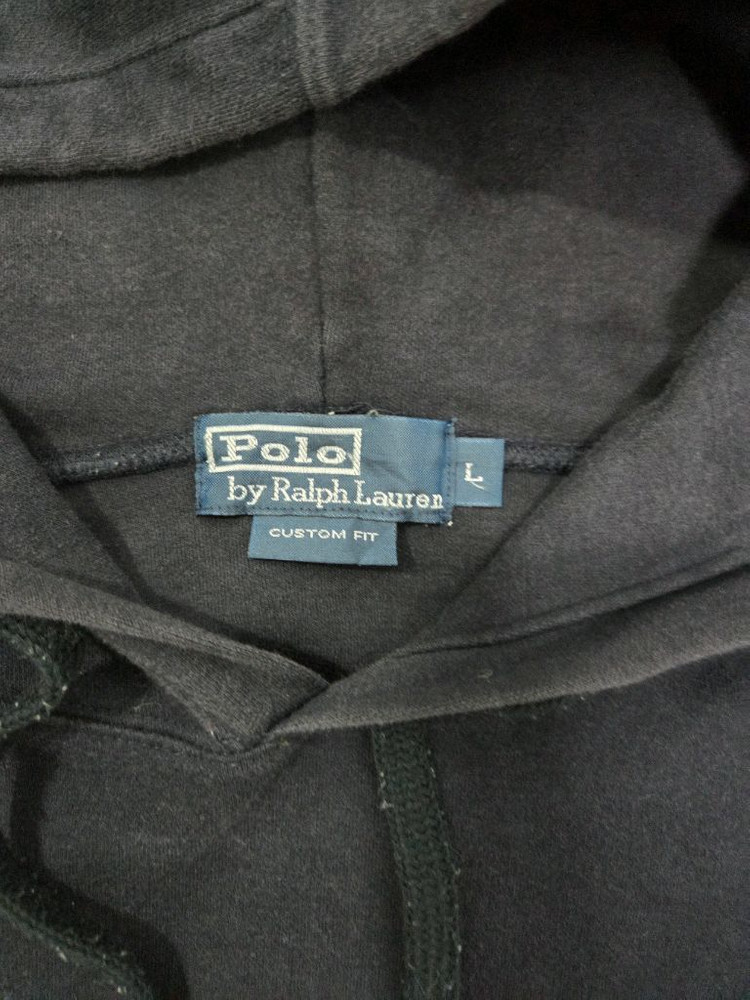 Polo
by Ralph Lauren
L
CUSTOM FIT